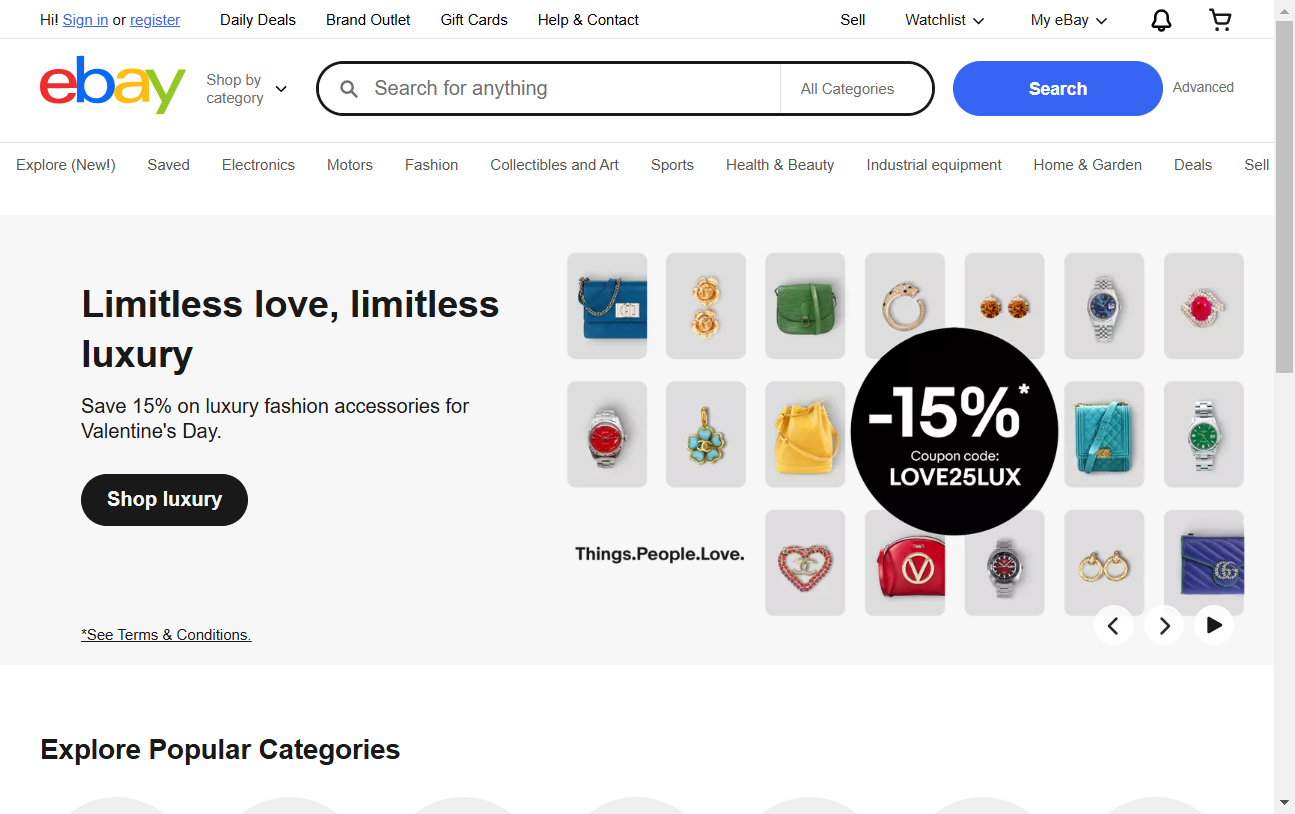 Hi! Sign in or register
Daily Deals
Brand Outlet
Gift Cards
Help & Contact
Sell
Watchlist
My eBay
ebay
Shop by
category
Search for anything
All Categories
Search
Advanced
Explore (New!)
Saved
Electronics
Motors
Fashion
Collectibles and Art
Sports
Health & Beauty
Industrial equipment
Home & Garden
Deals
Sell
Limitless love, limitless
luxury
Save 15% on luxury fashion accessories for
Valentine's Day.
Shop luxury
*See Terms & Conditions.
-15%*
Coupon code:
LOVE25LUX
Things.People.Love.
Explore Popular Categories